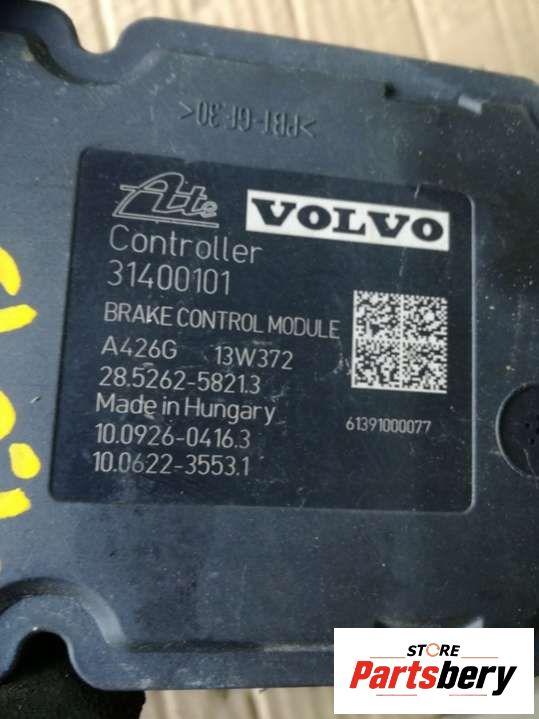 >PBT-GF30<
Ate VOLVO
Controller
31400101
BRAKE CONTROL MODULE
A426G 13W372
28.5262-5821.3
Made in Hungary
61391000077
10.0926-0416.3
10.0622-3553.1
STORE
Partsbery